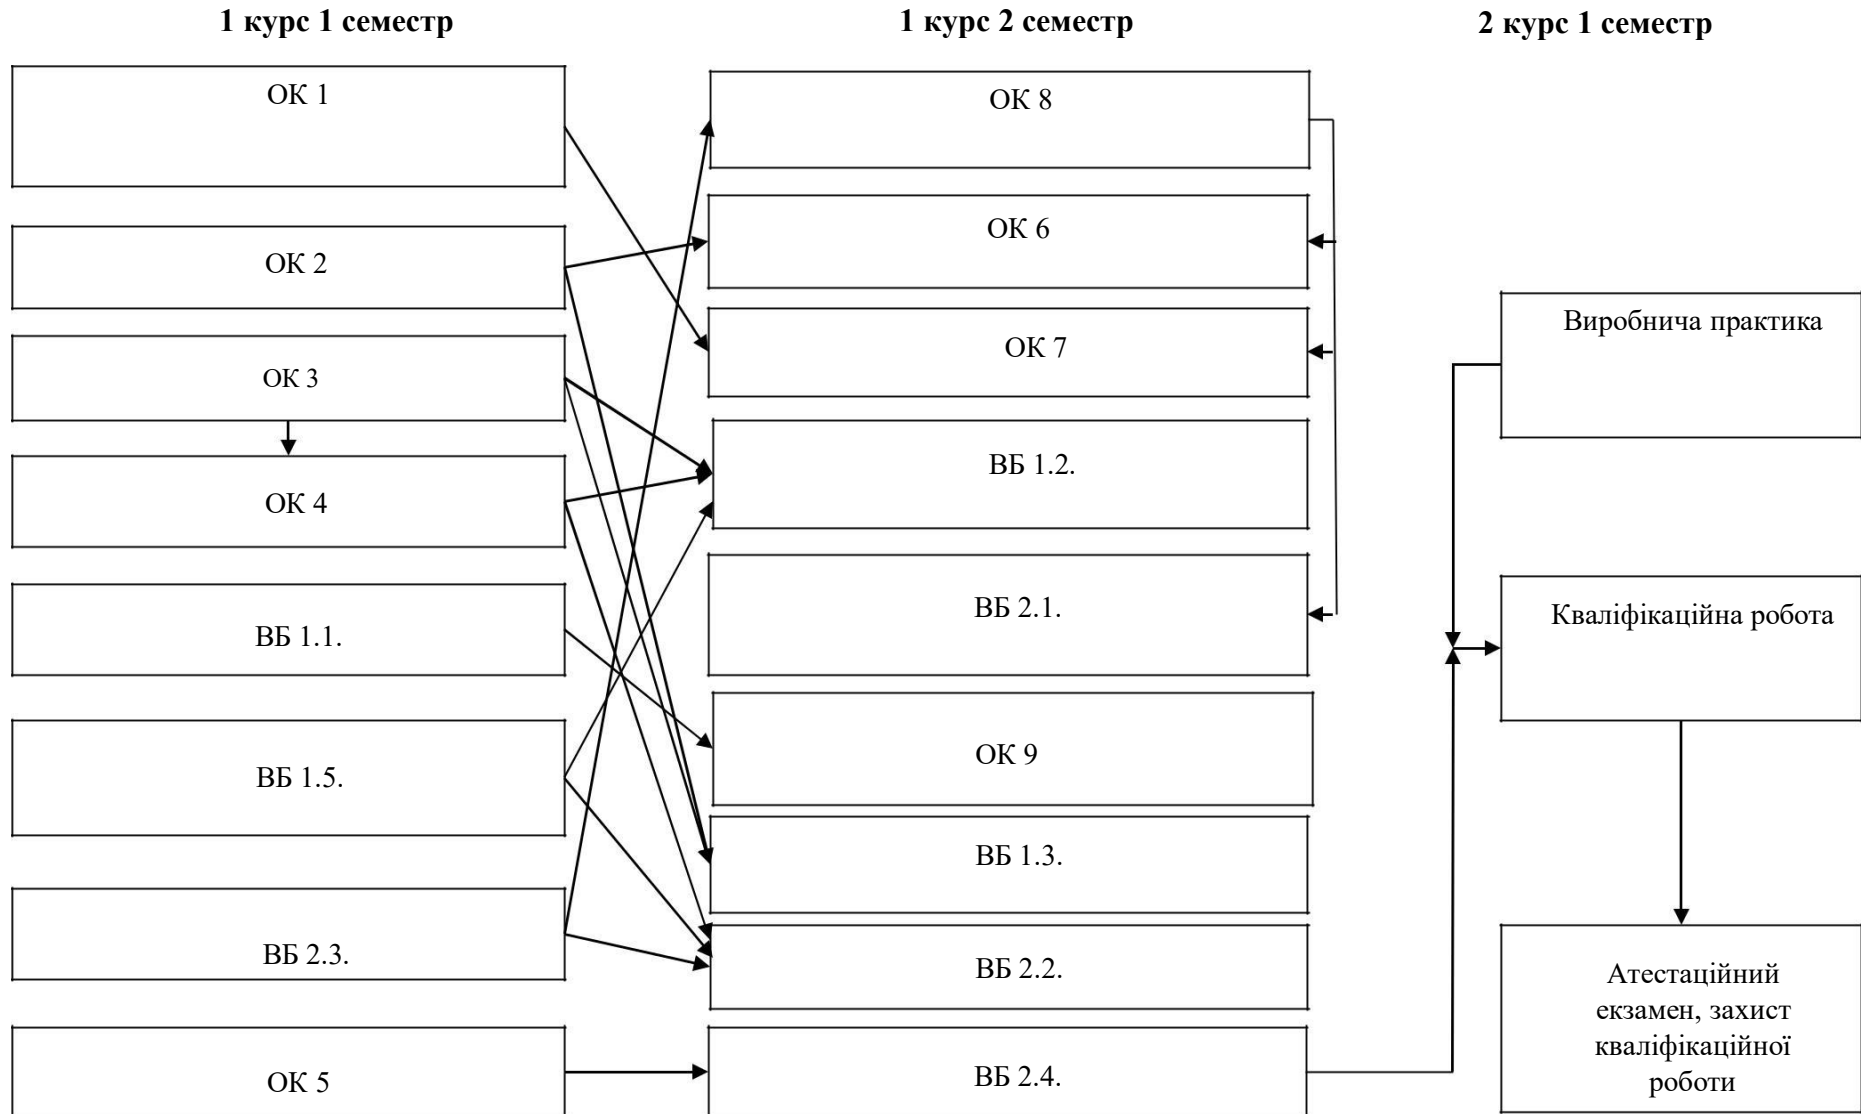 1 курс 1 семестр
1 курс 2 семестр
2 курс 1 семестр
ОК 1
ОК 2
ОК 3
ОК 4
ВБ 1.1.
ВБ 1.5.
ВБ 2.3.
ОК 5
ОК 8
ОК 6
ОК 7
ВБ 1.2.
ВБ 2.1.
ОК 9
ВБ 1.3.
ВБ 2.2.
ВБ 2.4.
Виробнича практика
Кваліфікаційна робота
Атестаційний
екзамен, захист
кваліфікаційної
роботи